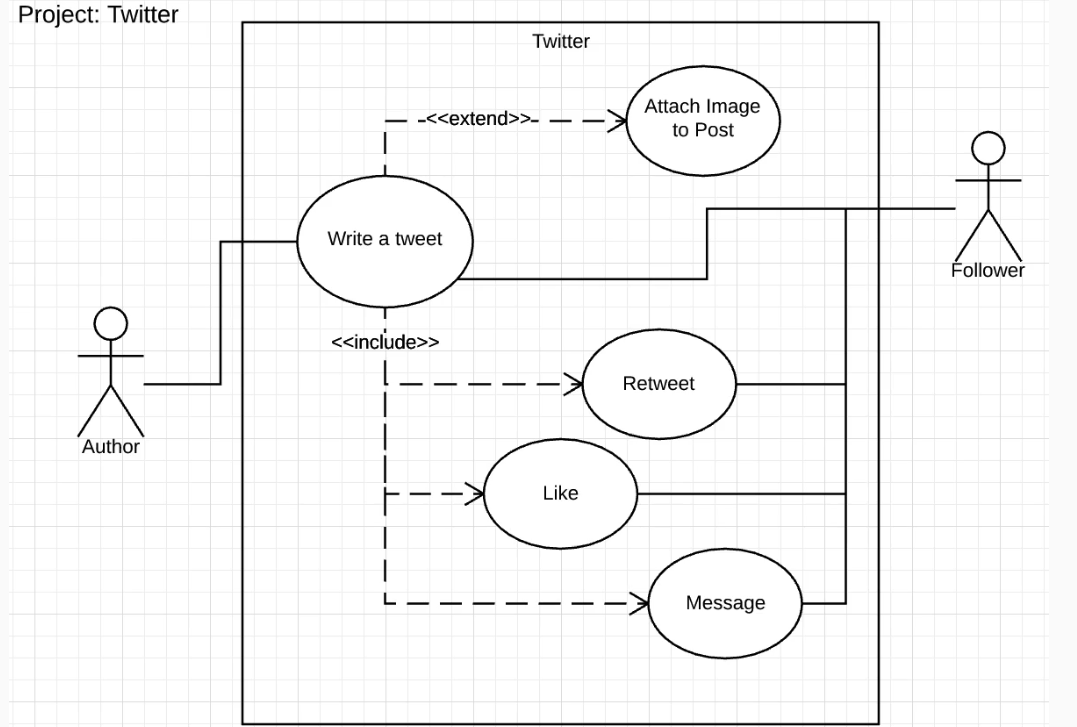 Project: Twitter
Twitter
<<extend>>
Attach Image
to Post
Write a tweet
Follower
<<include>>
Retweet
Author
Like
Message